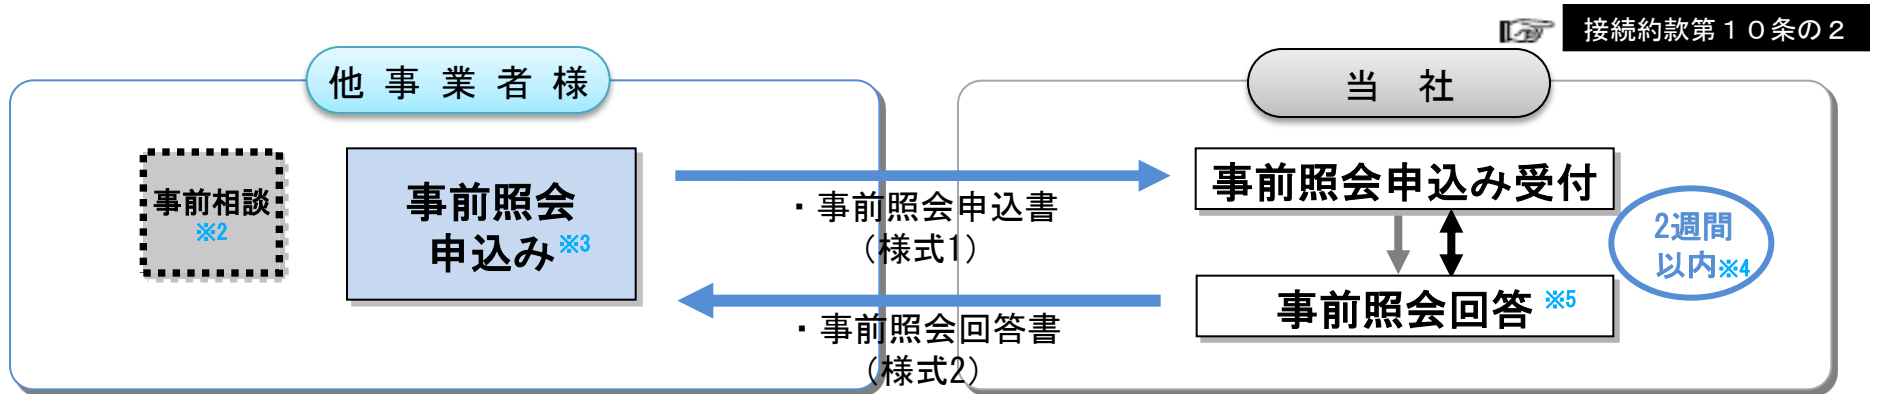 接続約款第１０条の２
他事業者様
当社
事前相談
※2
事前照会
申込み※3
・事前照会申込書
（様式1）
・事前照会回答書
（様式2）
事前照会申込み受付
2週間
以内※4
事前照会回答 ※5